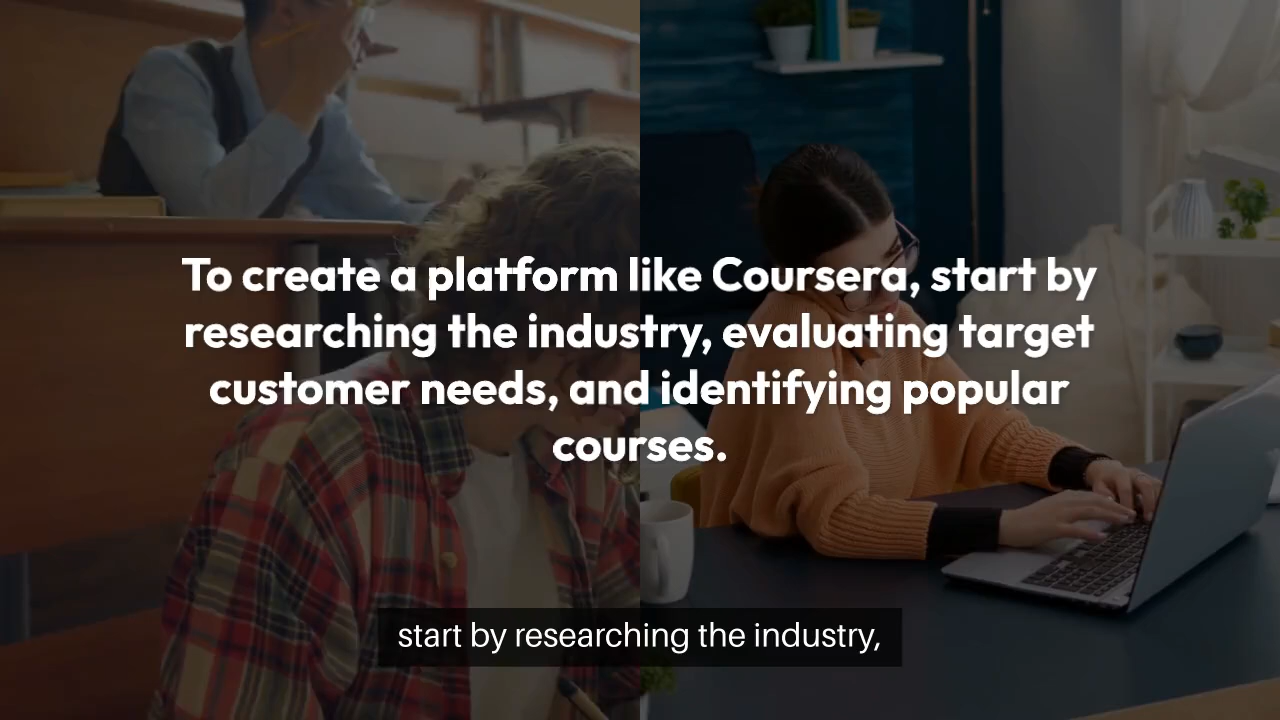 To create a platform like Coursera, start by
researching the industry, evaluating target
customer needs, and identifying popular
courses.
start by researching the industry,